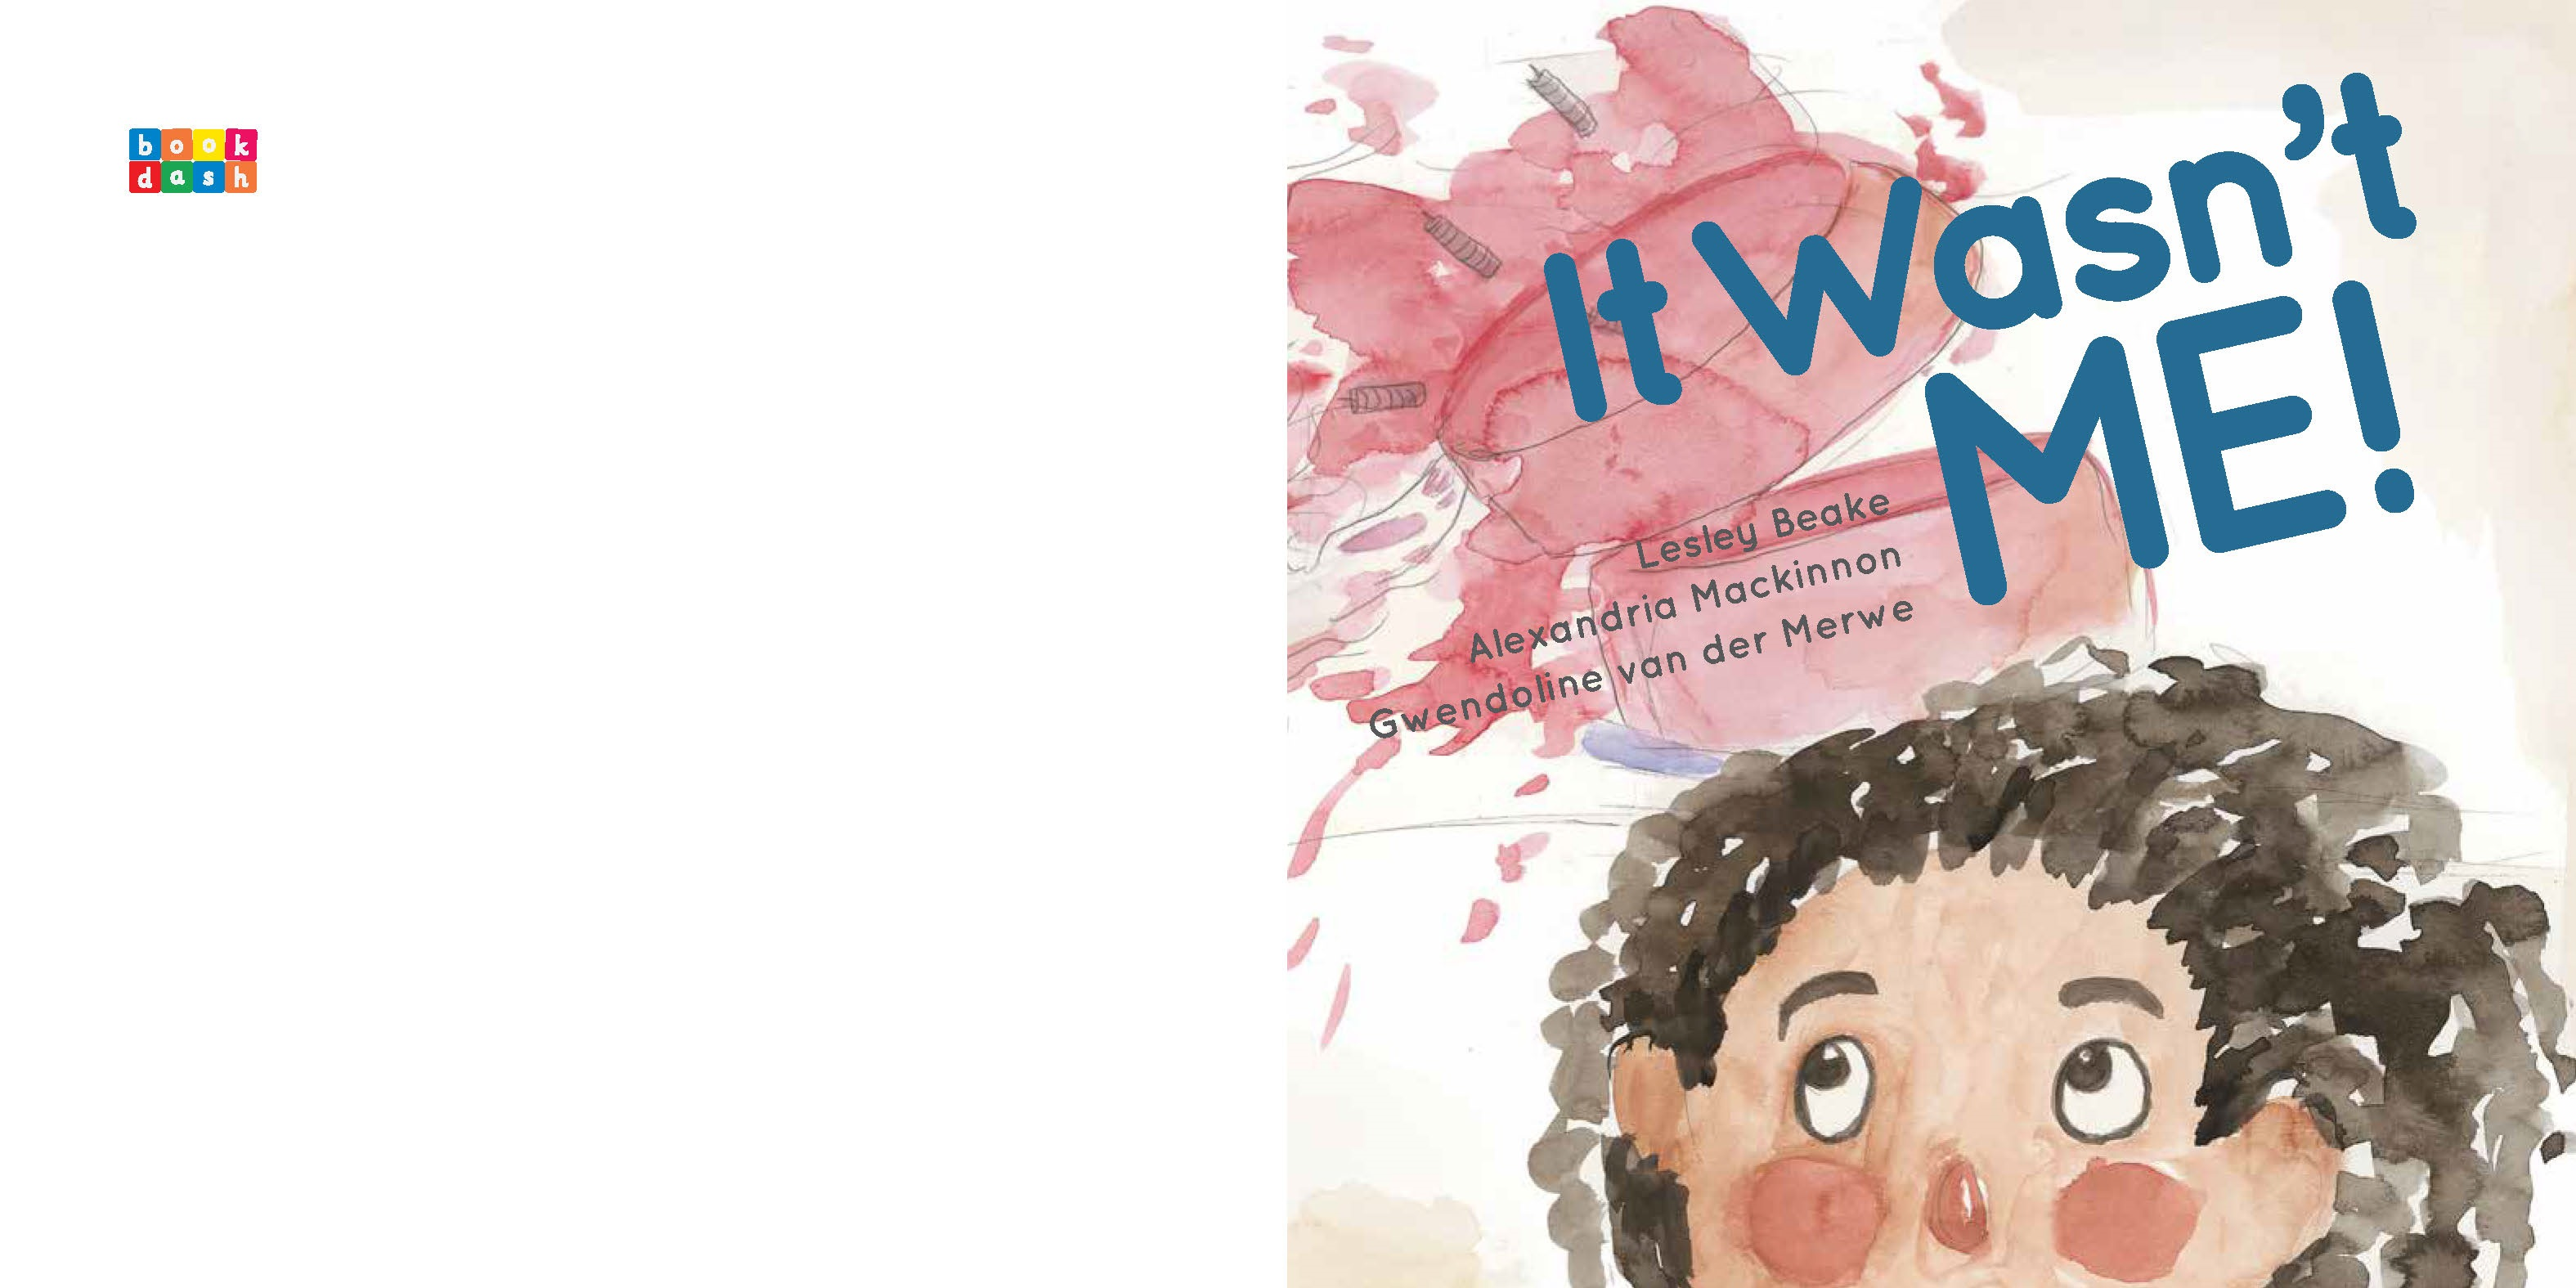 book
dash
It Wasn't
ME!
Lesley Beake
Alexandria Mackinnon
Gwendoline van der Merwe